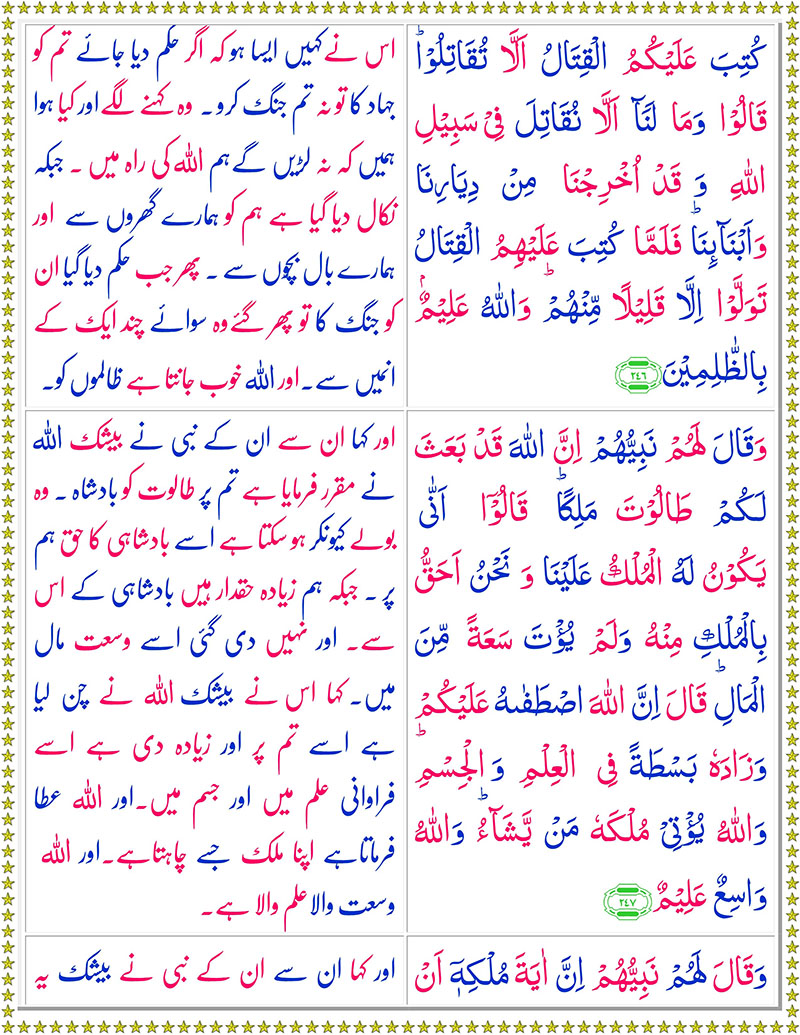 كُتِبَ عَلَيْكُمُ الْقِتَالُ اَلَّا تُقَاتِلُوْا ؕ
قَالُوْا وَمَا لَنَاۤ اَلَّا نُقَاتِلَ فِیْ سَبِيْلِ
اللهِ وَ قَدْ اُخْرِجْنَا مِنْ دِيَارِنَا
وَاَبْنَآئِنَا ؕ فَلَمَّا كُتِبَ عَلَيْهِمُ الْقِتَالُ
تَوَلَّوْا اِلَّا قَلِيْلًا مِّنْهُمْ ؕ وَاللهُ عَلِيْمٌۢ
بِالظّٰلِمِيْنَ ۲۴۶
اس نے کہیں ایسا ہو کہ اگر حکم دیا جائے تم کو
جہاد کا تو نہ تم جنگ کرو۔ وہ کہنے لگے اور کیا ہوا
ہمیں کہ نہ لڑیں گے ہم اللہ کی راہ میں۔ جبکہ
نکال دیا گیا ہے ہم کو ہمارے گھروں سے اور
ہمارے بال بچوں سے۔ پھر جب حکم دیا گیا ان
کو جنگ کا تو پھر گئے وہ سوائے چند ایک کے
انہیں سے۔ اور اللہ خوب جانتا ہے ظالموں کو۔
وَقَالَ لَهُمْ نَبِيُّهُمْ اِنَّ اللهَ قَدْ بَعَثَ
لَكُمْ طَالُوْتَ مَلِكًا ؕ قَالُوْۤا اَنّٰى
يَكُوْنُ لَهُ الْمُلْكُ عَلَيْنَا وَ نَحْنُ اَحَقُّ
بِالْمُلْكِ مِنْهُ وَلَمْ يُؤْتَ سَعَةً مِّنَ
الْمَالِ ؕ قَالَ اِنَّ اللهَ اصْطَفٰىهُ عَلَيْكُمْ
وَزَادَهٗ بَسْطَةً فِی الْعِلْمِ وَالْجِسْمِ ؕ
وَاللهُ يُؤْتِیْ مُلْكَهٗ مَنْ يَّشَآءُ ؕ وَاللهُ
وَاسِعٌ عَلِيْمٌ ۲۴۷
اور کہا ان سے ان کے نبی نے بیشک اللہ
نے مقرر فرمایا ہے تم پر طالوت کو بادشاہ۔ وہ
بولے کیونکر ہو سکتا ہے اسے بادشاہی کا حق ہم
پر۔ جبکہ ہم زیادہ حقدار ہیں بادشاہی کے اس
سے۔ اور نہیں دی گئی اسے وسعت مال
میں۔ کہا اس نے بیشک اللہ نے چن لیا
ہے اسے تم پر اور زیادہ دی ہے اسے
فراوانی علم میں اور جسم میں۔اور اللہ عطا
فرماتا ہے اپنا ملک جسے چاہتا ہے۔ اور اللہ
وسعت والا علم والا ہے۔
وَقَالَ لَهُمْ نَبِيُّهُمْ اِنَّ اٰيَةَ مُلْكِهٖۤ اَنْ
اور کہا ان سے ان کے نبی نے بیشک یہ